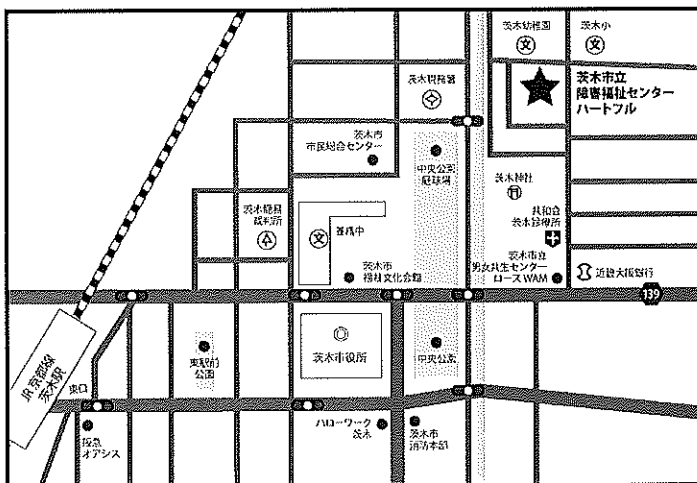 茨木幼稚園
茨木小
文
文
茨木市立
障害福祉センター
ハートフル
茨木税務署
茨木市
市民総合センター
中央公園
庭球場
茨木神社
茨木簡易
裁判所
文
養精中
共和会
茨木診療所
茨木市立
男女共生センター
ローズWAM
近畿大阪銀行
茨木市
福祉文化会館
139
JR京都線
茨木駅
東口
東駅前
公園
茨木市役所
中央公園
阪急
オアシス
ハローワーク
茨木
茨木市
消防本部